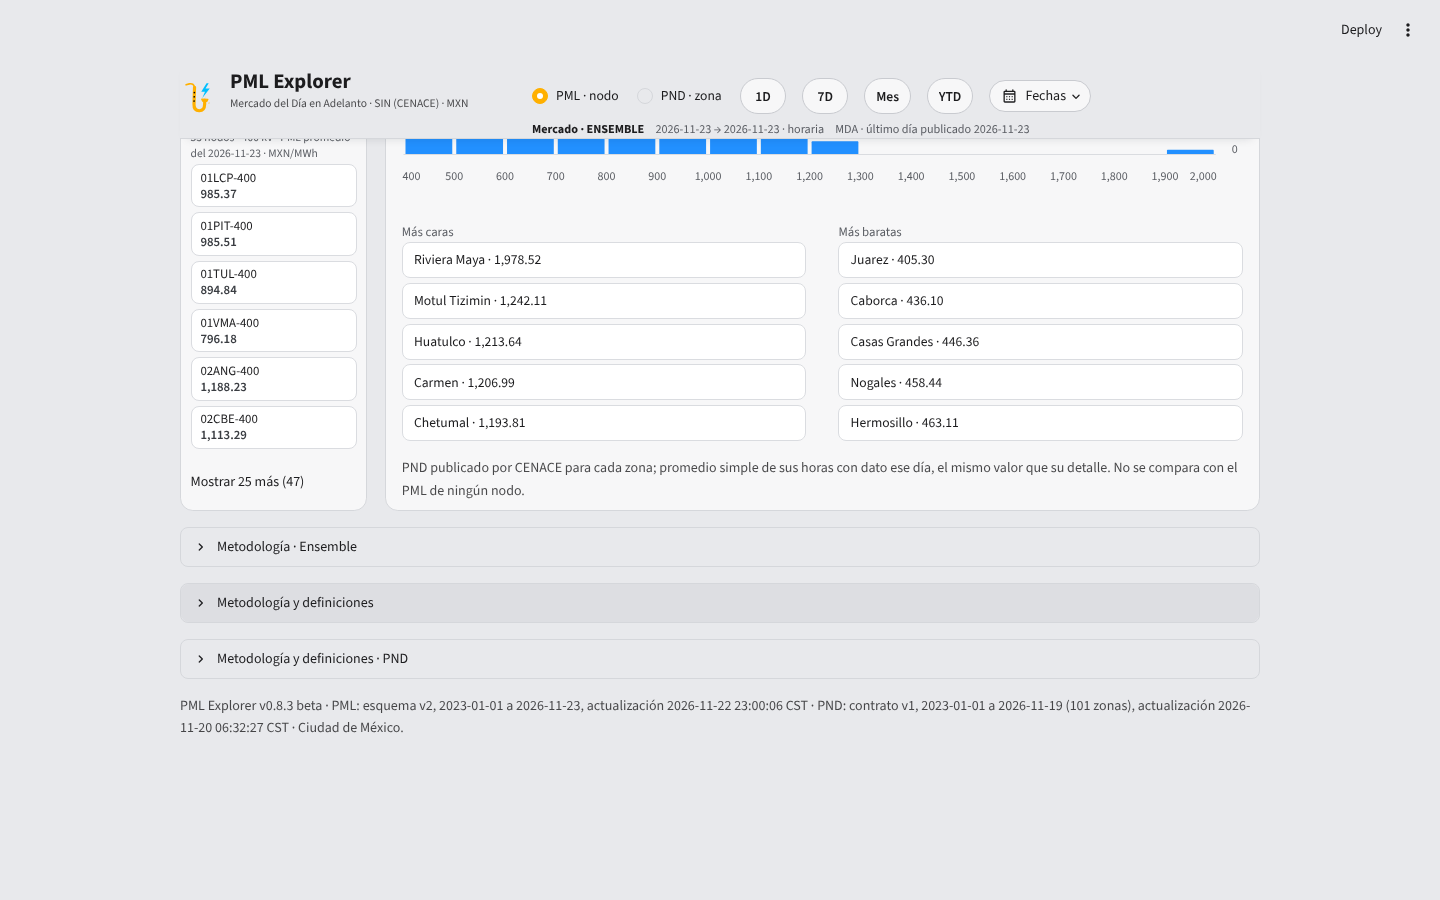 Deploy
PML Explorer
Mercado del Día en Adelanto · SIN (CENACE) · MXN
PML · nodo
PND · zona
1D
7D
Mes
YTD
Fechas
Mercado · ENSEMBLE 2026-11-23 → 2026-11-23 · horaria MDA · último día publicado 2026-11-23
del 2026-11-23 · MXN/MWh
01LCP-400
985.37
01PIT-400
985.51
01TUL-400
894.84
01VMA-400
796.18
02ANG-400
1,188.23
02CBE-400
1,113.29
Mostrar 25 más (47)
0
400 500 600 700 800 900 1,000 1,100 1,200 1,300 1,400 1,500 1,600 1,700 1,800 1,900 2,000
Más caras
Riviera Maya · 1,978.52
Motul Tizimin · 1,242.11
Huatulco · 1,213.64
Carmen · 1,206.99
Chetumal · 1,193.81
Más baratas
Juarez · 405.30
Caborca · 436.10
Casas Grandes · 446.36
Nogales · 458.44
Hermosillo · 463.11
PND publicado por CENACE para cada zona; promedio simple de sus horas con dato ese día, el mismo valor que su detalle. No se compara con el
PML de ningún nodo.
Metodología · Ensemble
Metodología y definiciones
Metodología y definiciones · PND
PML Explorer v0.8.3 beta · PML: esquema v2, 2023-01-01 a 2026-11-23, actualización 2026-11-22 23:00:06 CST · PND: contrato v1, 2023-01-01 a 2026-11-19 (101 zonas), actualización 2026-
11-20 06:32:27 CST · Ciudad de México.